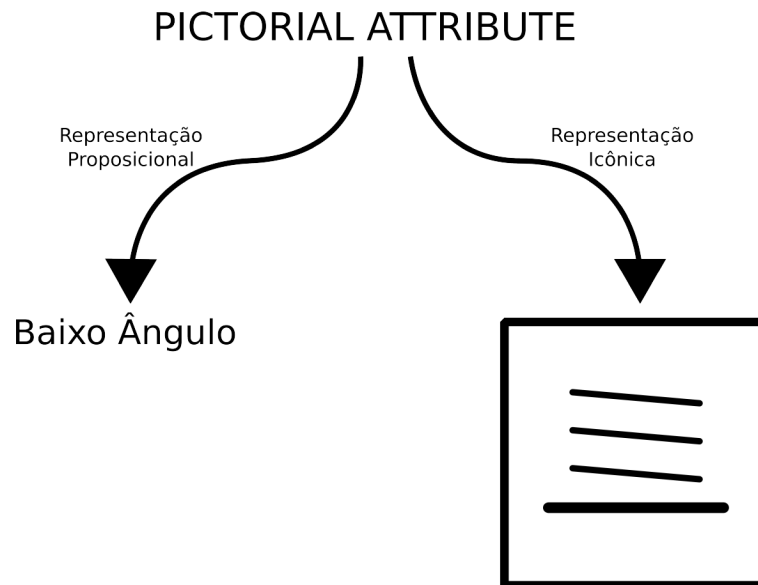 PICTORIAL ATTRIBUTE
Representação
Proposicional
Representação
Icônica
Baixo Ângulo